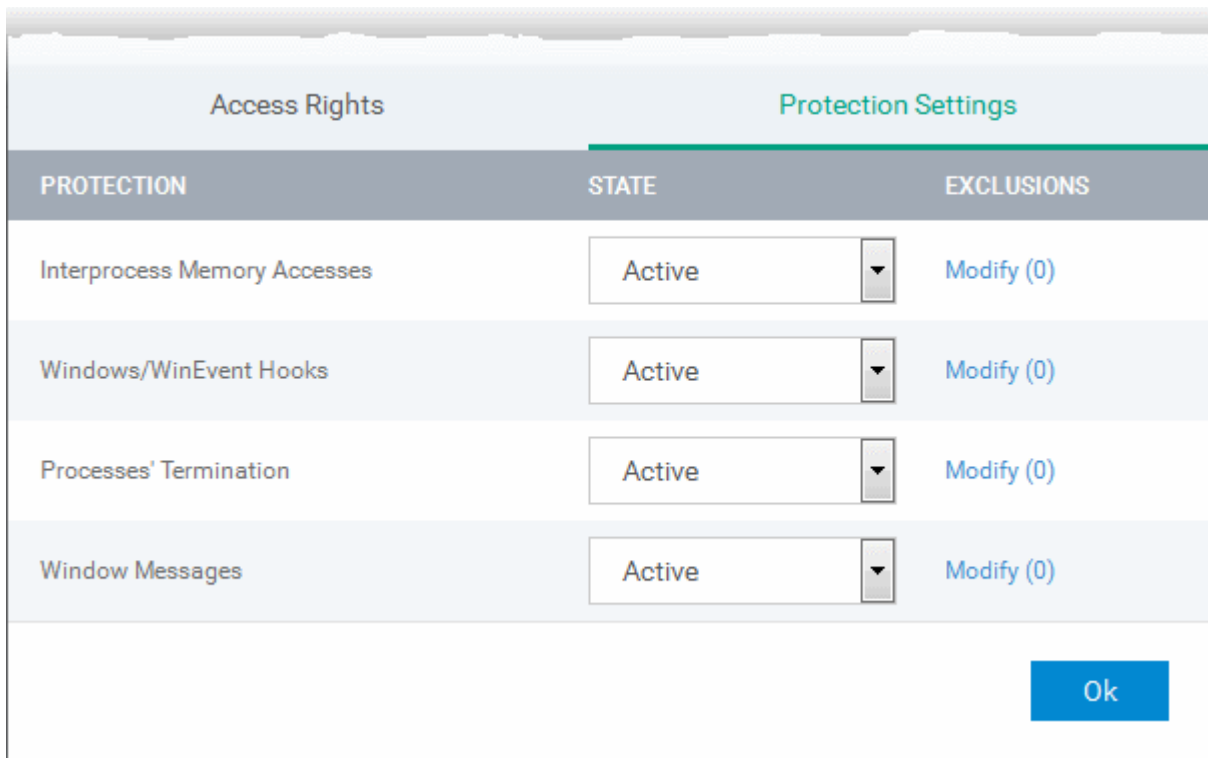 Access Rights Protection Settings
PROTECTION STATE EXCLUSIONS
Interprocess Memory Accesses Active Modify (0)
Windows/WinEvent Hooks Active Modify (0)
Processes' Termination Active Modify (0)
Window Messages Active Modify (0)
Ok